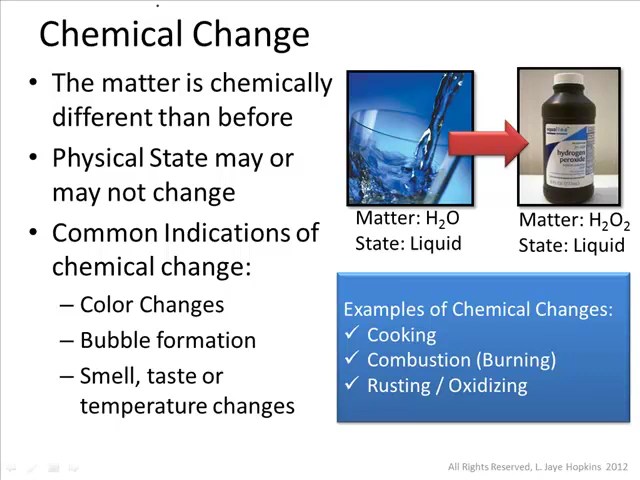 Chemical Change
• The matter is chemically
different than before
• Physical State may or
may not change
• Common Indications of
chemical change:
– Color Changes
– Bubble formation
– Smell, taste or
temperature changes
hydrogen
peroxide
Matter: H₂O
State: Liquid
Matter: H₂O₂
State: Liquid
Examples of Chemical Changes:
✓ Cooking
✓ Combustion (Burning)
✓ Rusting / Oxidizing
All Rights Reserved, L. Jaye Hopkins 2012